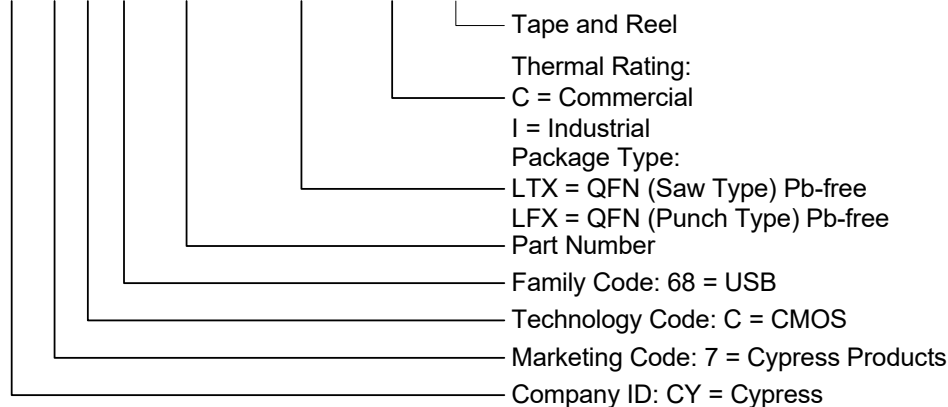 Tape and Reel
Thermal Rating:
C = Commercial
I = Industrial
Package Type:
LTX = QFN (Saw Type) Pb-free
LFX = QFN (Punch Type) Pb-free
Part Number
Family Code: 68 = USB
Technology Code: C = CMOS
Marketing Code: 7 = Cypress Products
Company ID: CY = Cypress